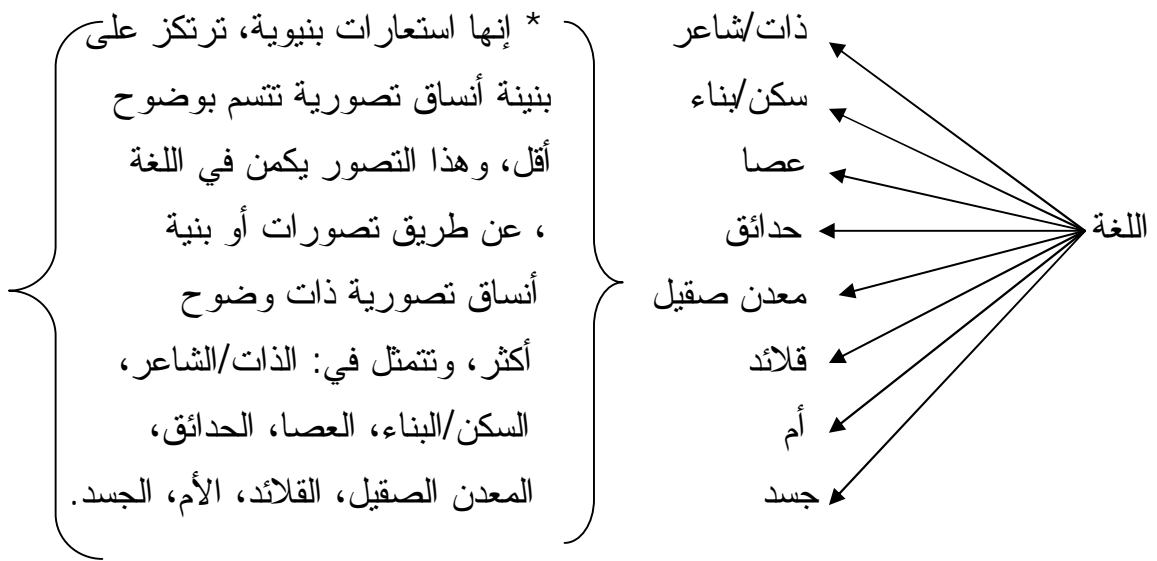 اللغة
ذات/شاعر
سكن/بناء
عصا
حدائق
معدن صقيل
قلائد
أم
جسد
* إنها استعارات بنيوية، ترتكز على
بنينة أنساق تصورية تتسم بوضوح
أقل، وهذا التصور يكمن في اللغة
، عن طريق تصورات أو بنية
أنساق تصورية ذات وضوح
أكثر، وتتمثل في: الذات/الشاعر،
السكن/البناء، العصا، الحدائق،
المعدن الصقيل، القلائد، الأم، الجسد.